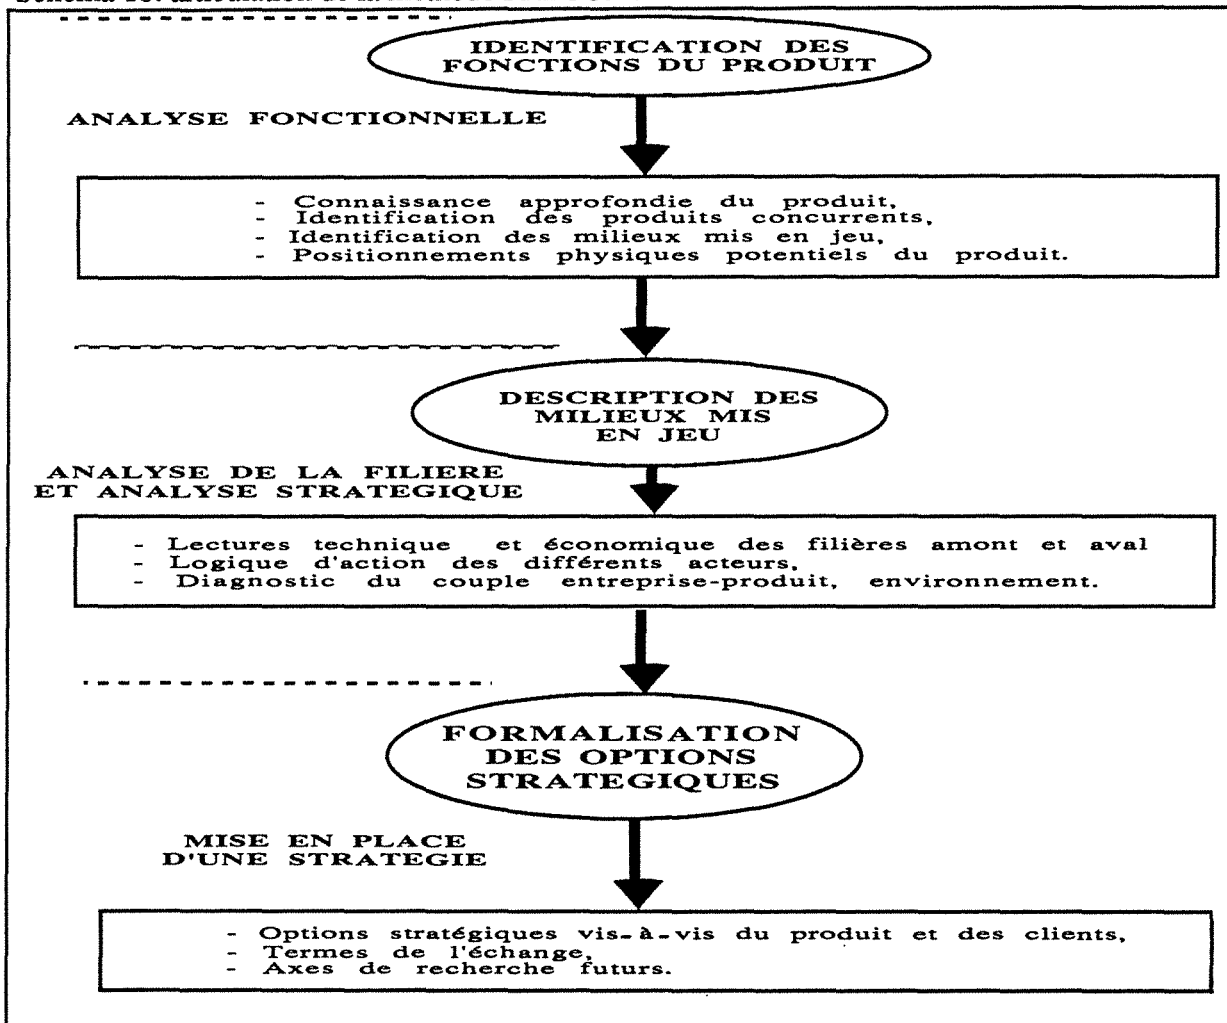 IDENTIFICATION DES
FONCTIONS DU PRODUIT
ANALYSE FONCTIONNELLE
- Connaissance approfondie du produit,
- Identification des produits concurrents,
- Identification des milieux mis en jeu,
- Positionnements physiques potentiels du produit.
DESCRIPTION DES
MILIEUX MIS
EN JEU
ANALYSE DE LA FILIERE
ET ANALYSE STRATEGIQUE
- Lectures technique et économique des filières amont et aval
- Logique d'action des différents acteurs,
- Diagnostic du couple entreprise-produit, environnement.
FORMALISATION
DES OPTIONS
STRATEGIQUES
MISE EN PLACE
D'UNE STRATEGIE
- Options stratégiques vis-à-vis du produit et des clients,
- Termes de l'échange,
- Axes de recherche futurs.